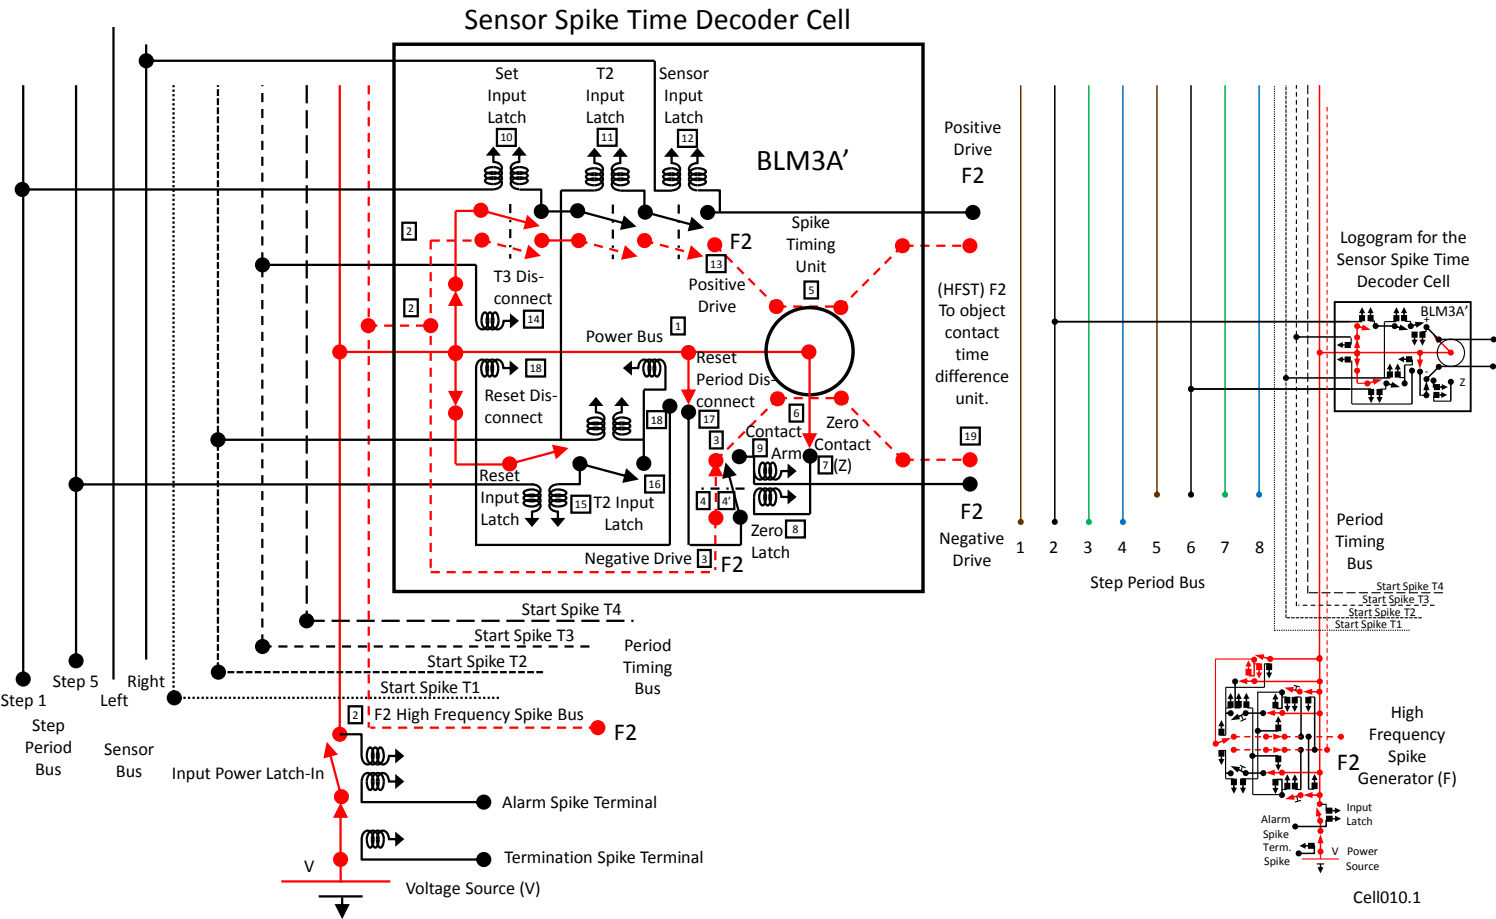 Sensor Spike Time Decoder Cell
Set
Input
Latch
10
T2
Input
Latch
11
Sensor
Input
Latch
12
BLM3A’
2
F2
13
Positive
Drive
Spike
Timing
Unit
5
T3 Dis-
connect
14
2
Power Bus
1
18
Reset Dis-
connect
Reset
Period Dis-
connect
18
17
3
6
Contact
Arm
9
Zero
Contact
(Z)
7
Reset
Input
Latch
15
T2 Input
Latch
16
4
4’
Zero
Latch
8
Negative Drive
3
F2
Positive
Drive
F2
(HFST) F2
To object
contact
time
difference
unit.
19
F2
Negative
Drive
Start Spike T4
Start Spike T3
Start Spike T2
Start Spike T1
Period
Timing
Bus
Step 1
Step 5
Left
Right
Step
Period
Bus
Sensor
Bus
2
F2 High Frequency Spike Bus
F2
Input Power Latch-In
Alarm Spike Terminal
Termination Spike Terminal
V
Voltage Source (V)
1
2
3
4
5
6
7
8
Step Period Bus
Logogram for the
Sensor Spike Time
Decoder Cell
BLM3A’
+
-
Z
Period
Timing
Bus
Start Spike T4
Start Spike T3
Start Spike T2
Start Spike T1
High
Frequency
Spike
Generator (F)
F2
Input
Latch
Alarm
Spike
Term.
Spike
V
Power
Source
Cell010.1